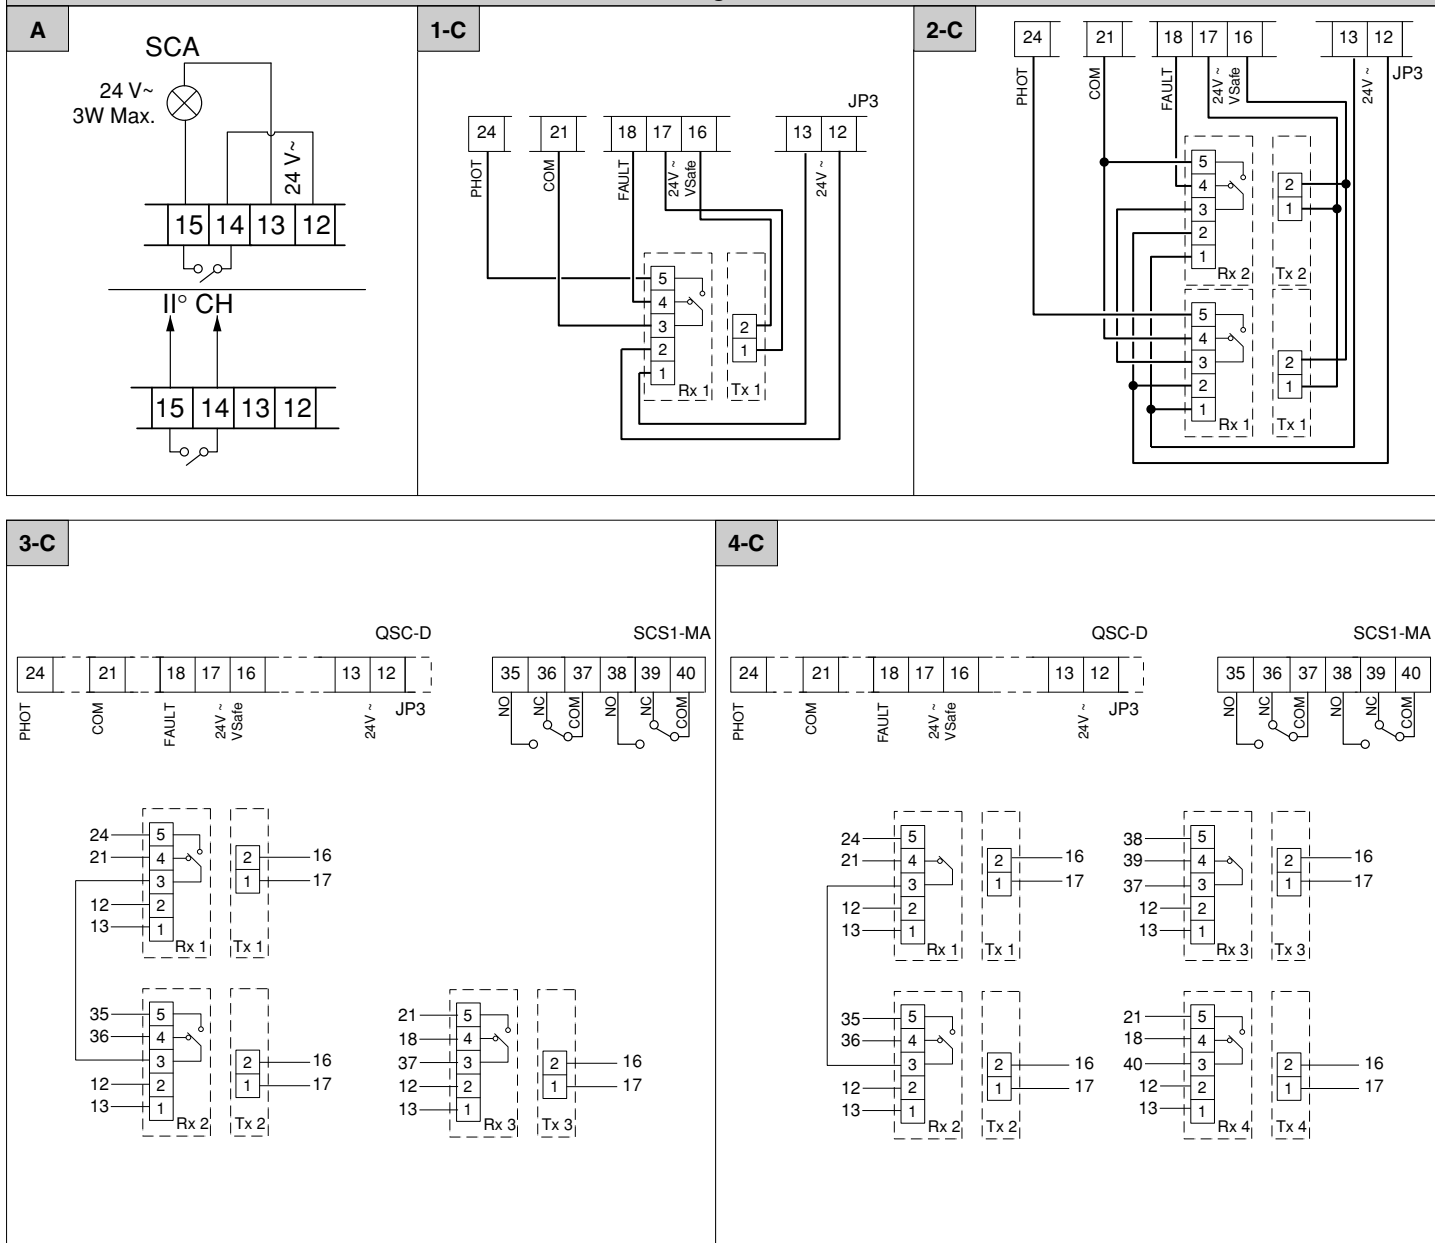 A
SCA
24 V~
3W Max.
24 V~
15 14 13 12
II° CH
15 14 13 12
1-C
JP3
24 21 18 17 16 13 12
PHOT COM FAULT 24V ~ VSafe 24V ~
5
4
3
2
1
Rx 1
2
1
Tx 1
2-C
24 21 18 17 16 13 12
JP3
PHOT COM FAULT 24V ~ VSafe 24V ~
5
4
3
2
1
Rx 2
2
1
Tx 2
5
4
3
2
1
Rx 1
2
1
Tx 1
3-C
QSC-D
SCS1-MA
24 21 18 17 16 13 12
35 36 37 38 39 40
JP3
PHOT COM FAULT 24V ~ VSafe 24V ~
NO NC COM NO NC COM
24 5
21 4
3
12 2
13 1
Rx 1
2 16
1 17
Tx 1
35 5
36 4
3
12 2
13 1
Rx 2
2 16
1 17
Tx 2
21 5
18 4
37 3
12 2
13 1
Rx 3
2 16
1 17
Tx 3
4-C
QSC-D
SCS1-MA
24 21 18 17 16 13 12
35 36 37 38 39 40
JP3
PHOT COM FAULT 24V ~ VSafe 24V ~
NO NC COM NO NC COM
24 5
21 4
3
12 2
13 1
Rx 1
2 16
1 17
Tx 1
38 5
39 4
37 3
12 2
13 1
Rx 3
2 16
1 17
Tx 3
35 5
36 4
3
12 2
13 1
Rx 2
2 16
1 17
Tx 2
21 5
18 4
40 3
12 2
13 1
Rx 4
2 16
1 17
Tx 4